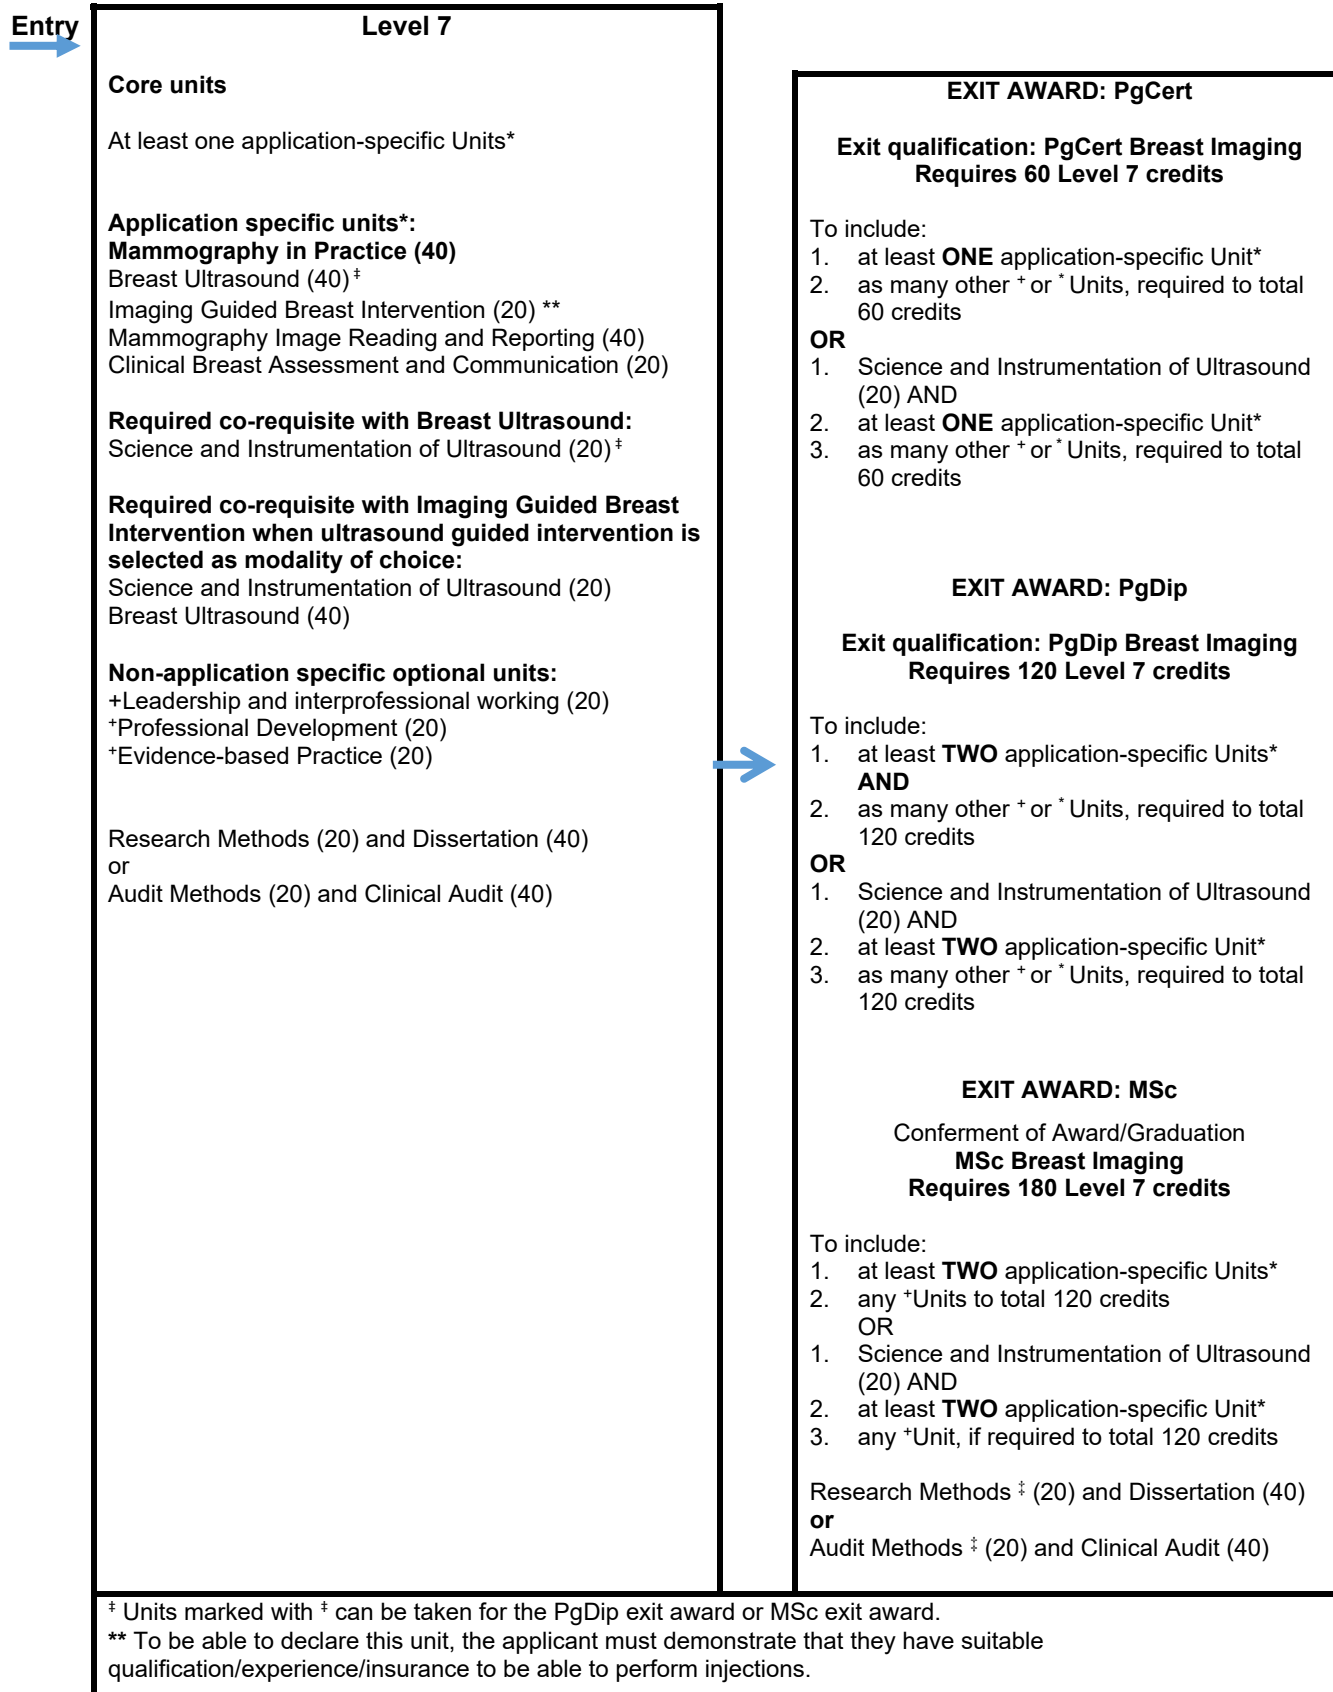 Entry
Level 7
Core units
At least one application-specific Units*
Application specific units*:
Mammography in Practice (40)
Breast Ultrasound (40) ‡
Imaging Guided Breast Intervention (20) **
Mammography Image Reading and Reporting (40)
Clinical Breast Assessment and Communication (20)
Required co-requisite with Breast Ultrasound:
Science and Instrumentation of Ultrasound (20) ‡
Required co-requisite with Imaging Guided Breast
Intervention when ultrasound guided intervention is
selected as modality of choice:
Science and Instrumentation of Ultrasound (20)
Breast Ultrasound (40)
Non-application specific optional units:
+Leadership and interprofessional working (20)
+Professional Development (20)
+Evidence-based Practice (20)
Research Methods (20) and Dissertation (40)
or
Audit Methods (20) and Clinical Audit (40)
EXIT AWARD: PgCert
Exit qualification: PgCert Breast Imaging
Requires 60 Level 7 credits
To include:
1. at least ONE application-specific Unit*
2. as many other + or * Units, required to total
60 credits
OR
1. Science and Instrumentation of Ultrasound
(20) AND
2. at least ONE application-specific Unit*
3. as many other + or * Units, required to total
60 credits
EXIT AWARD: PgDip
Exit qualification: PgDip Breast Imaging
Requires 120 Level 7 credits
To include:
1. at least TWO application-specific Units*
AND
2. as many other + or * Units, required to total
120 credits
OR
1. Science and Instrumentation of Ultrasound
(20) AND
2. at least TWO application-specific Unit*
3. as many other + or * Units, required to total
120 credits
EXIT AWARD: MSc
Conferment of Award/Graduation
MSc Breast Imaging
Requires 180 Level 7 credits
To include:
1. at least TWO application-specific Units*
2. any +Units to total 120 credits
OR
1. Science and Instrumentation of Ultrasound
(20) AND
2. at least TWO application-specific Unit*
3. any +Unit, if required to total 120 credits
Research Methods ‡ (20) and Dissertation (40)
or
Audit Methods ‡ (20) and Clinical Audit (40)
‡ Units marked with ‡ can be taken for the PgDip exit award or MSc exit award.
** To be able to declare this unit, the applicant must demonstrate that they have suitable
qualification/experience/insurance to be able to perform injections.